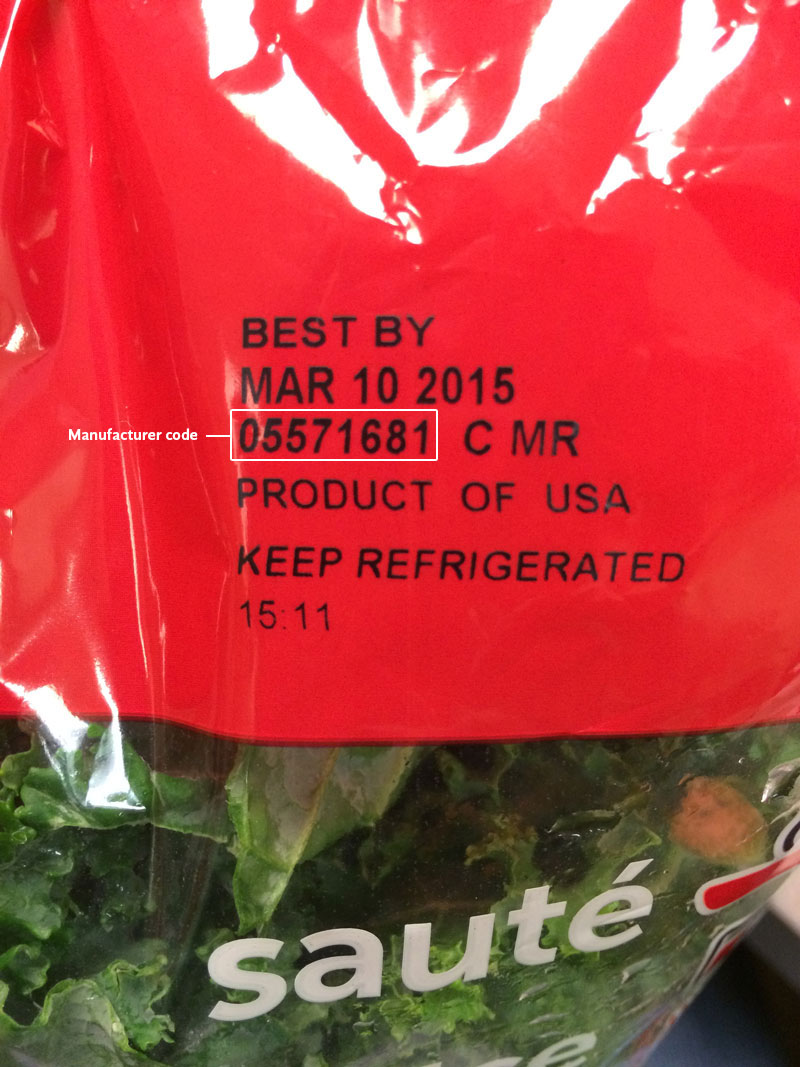 BEST BY
MAR 10 2015
Manufacturer code
05571681 C MR
PRODUCT OF USA
KEEP REFRIGERATED
15:11
sauté